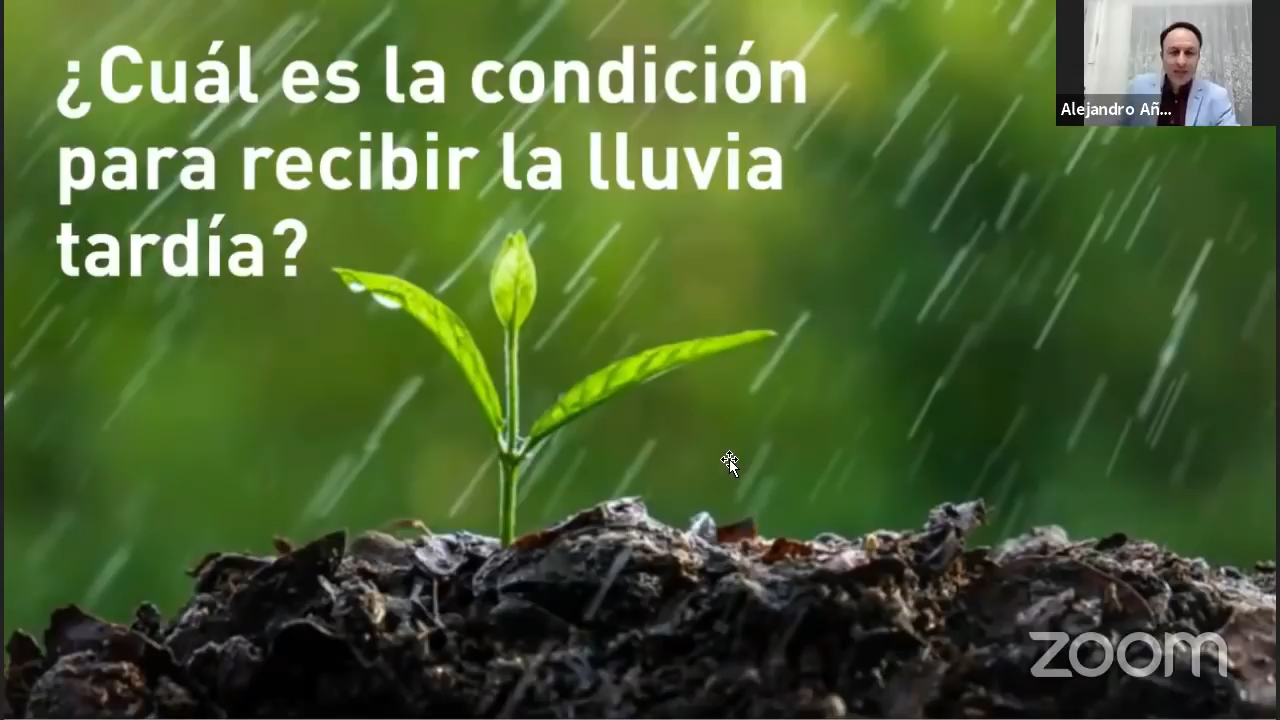 ¿Cuál es la condición
para recibir la lluvia
tardía?
Alejandro Añ...
zoom